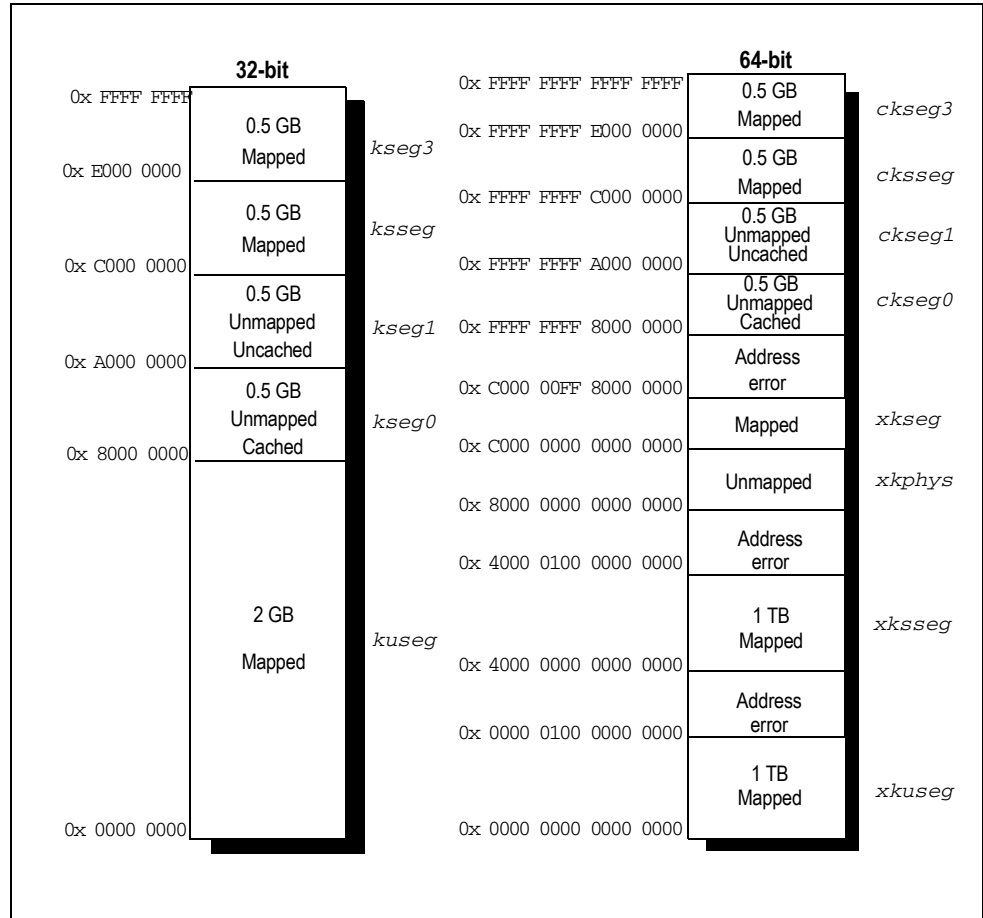 32-bit
0x FFFF FFFF
0.5 GB
Mapped
kseg3
0x E000 0000
0.5 GB
Mapped
ksseg
0x C000 0000
0.5 GB
Unmapped
Uncached
kseg1
0x A000 0000
0.5 GB
Unmapped
Cached
kseg0
0x 8000 0000
2 GB
Mapped
kuseg
0x 0000 0000
64-bit
0x FFFF FFFF FFFF FFFF
0.5 GB
Mapped
ckseg3
0x FFFF FFFF E000 0000
0.5 GB
Mapped
cksseg
0x FFFF FFFF C000 0000
0.5 GB
Unmapped
Uncached
ckseg1
0x FFFF FFFF A000 0000
0.5 GB
Unmapped
Cached
ckseg0
0x FFFF FFFF 8000 0000
Address
error
0x C000 00FF 8000 0000
Mapped
xkseg
0x C000 0000 0000 0000
Unmapped
xkphys
0x 8000 0000 0000 0000
Address
error
0x 4000 0100 0000 0000
1 TB
Mapped
xksseg
0x 4000 0000 0000 0000
Address
error
0x 0000 0100 0000 0000
1 TB
Mapped
xkuseg
0x 0000 0000 0000 0000